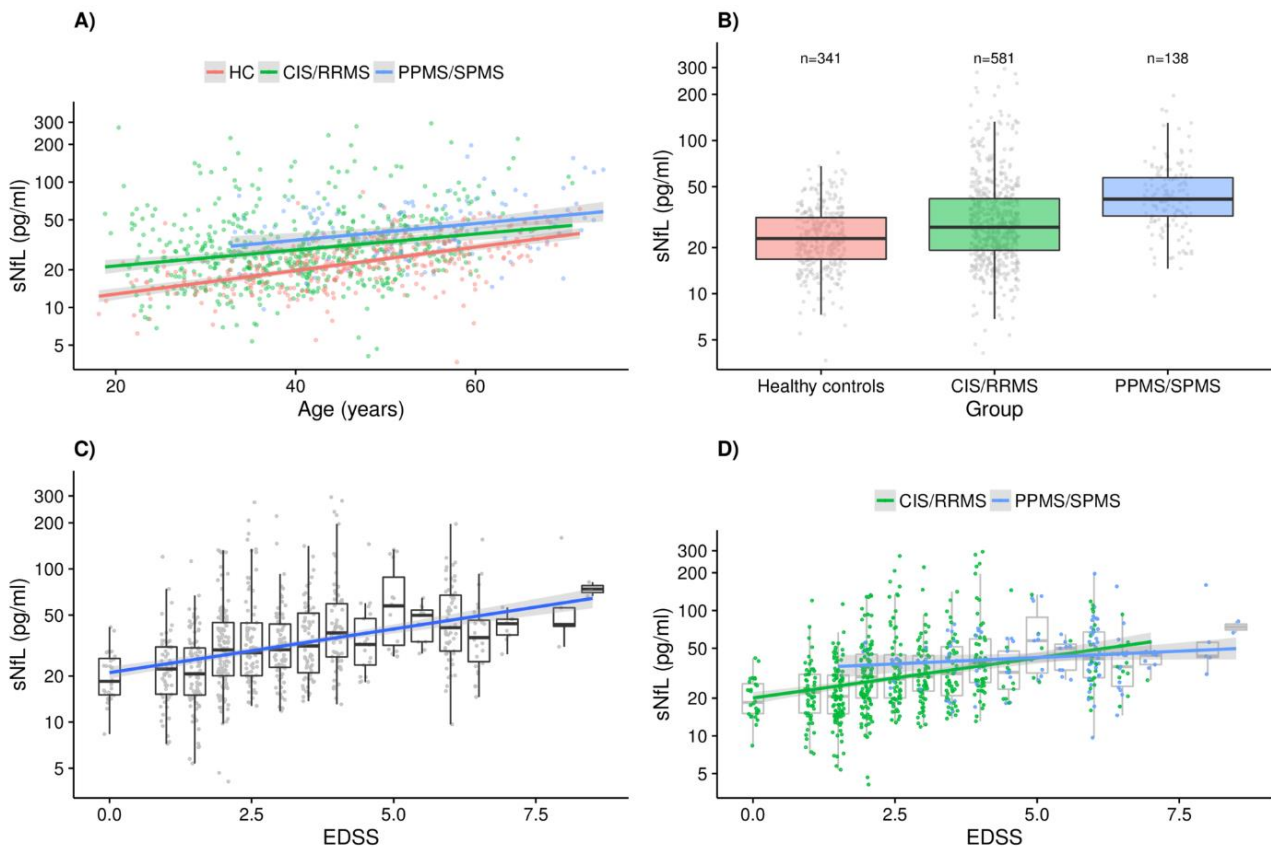 A)
HC CIS/RRMS PPMS/SPMS
sNfL (pg/ml)
300
200
100
50
20
10
5
20 40 60
Age (years)
B)
n=341 n=581 n=138
sNfL (pg/ml)
300
200
100
50
20
10
5
Healthy controls CIS/RRMS PPMS/SPMS
Group
C)
sNfL (pg/ml)
300
200
100
50
20
10
5
0.0 2.5 5.0 7.5
EDSS
D)
CIS/RRMS PPMS/SPMS
sNfL (pg/ml)
300
200
100
50
20
10
5
0.0 2.5 5.0 7.5
EDSS